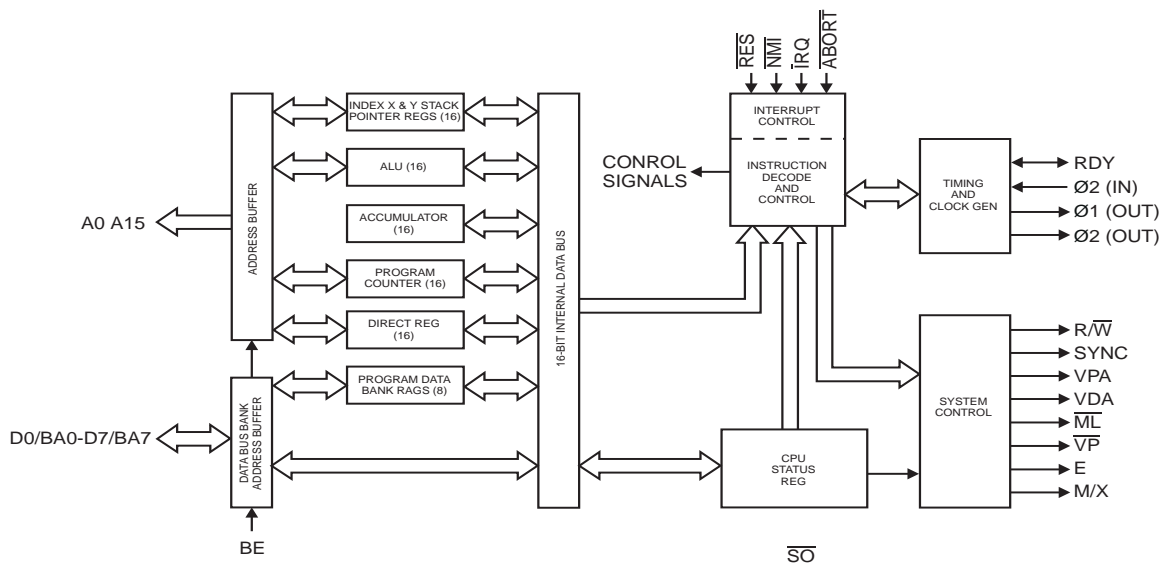 RES
NMI
IRQ
ABORT
INDEX X & Y STACK
POINTER REGS (16)
ALU (16)
ACCUMULATOR
(16)
PROGRAM
COUNTER (16)
DIRECT REG
(16)
PROGRAM DATA
BANK RAGS (8)
ADDRESS BUFFER
A0 A15
DATA BUS BANK
ADDRESS BUFFER
D0/BA0-D7/BA7
BE
16-BIT INTERNAL DATA BUS
INTERRUPT
CONTROL
INSTRUCTION
DECODE
AND
CONTROL
CONROL
SIGNALS
TIMING
AND
CLOCK GEN
RDY
Ø2 (IN)
Ø1 (OUT)
Ø2 (OUT)
CPU
STATUS
REG
SYSTEM
CONTROL
R/W
SYNC
VPA
VDA
ML
VP
E
M/X
SO